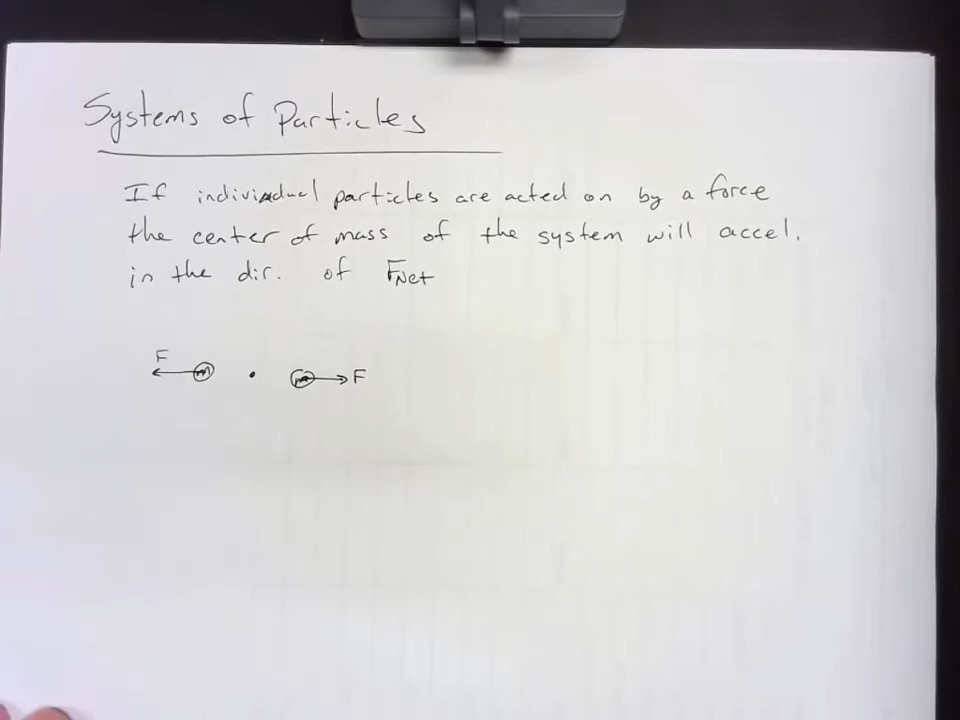 Systems of Particles
If individual particles are acted on by a force
the center of mass of the system will accel.
in the dir. of FNet
F
m
m
F